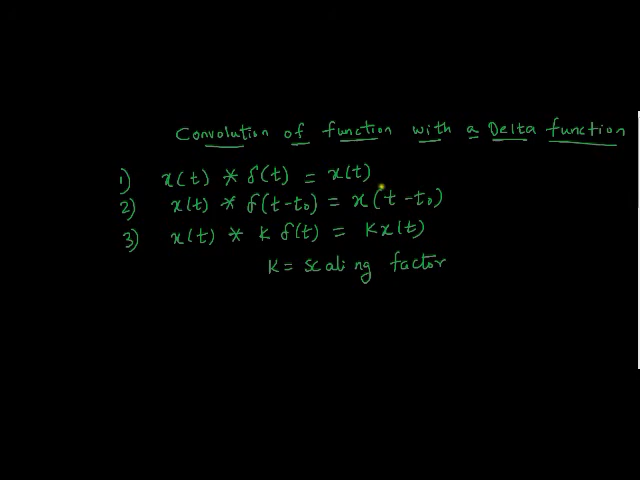 Convolution of function with a Delta function
1) x(t) * δ(t) = x(t)
2) x(t) * δ(t-t₀) = x(t-t₀)
3) x(t) * K δ(t) = K x(t)
K = scaling factor